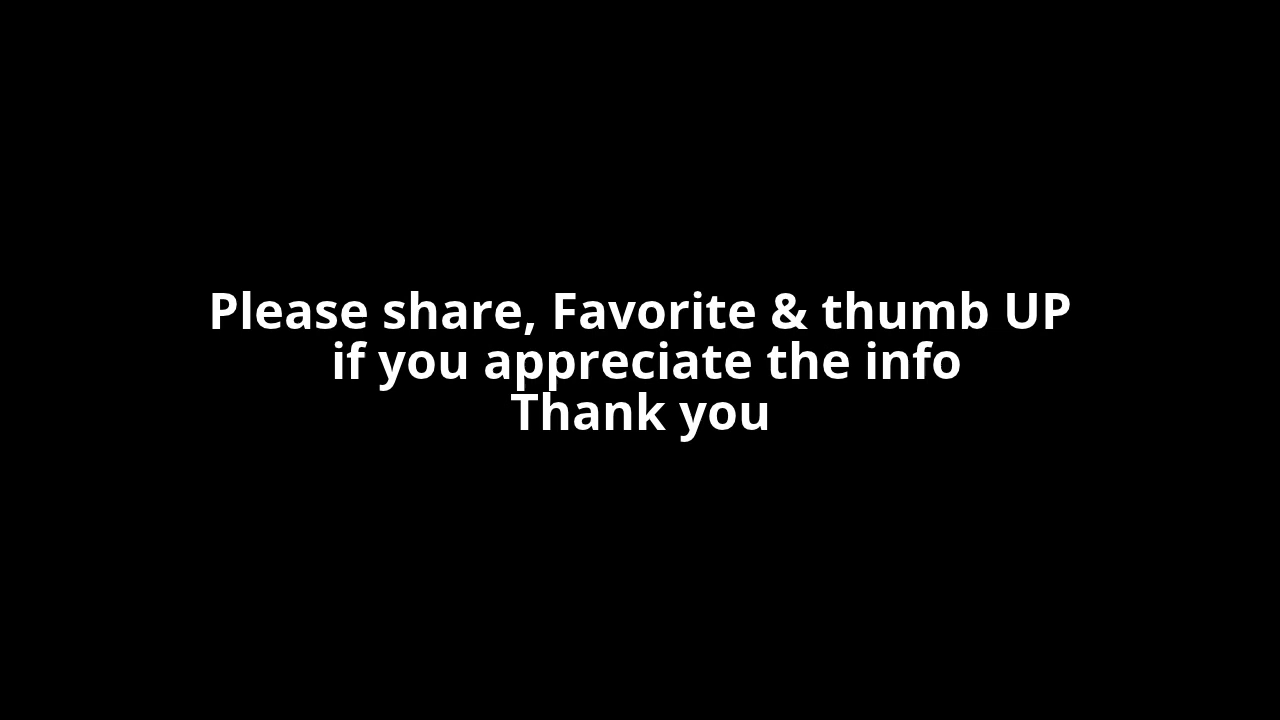 Please share, Favorite & thumb UP
if you appreciate the info
Thank you